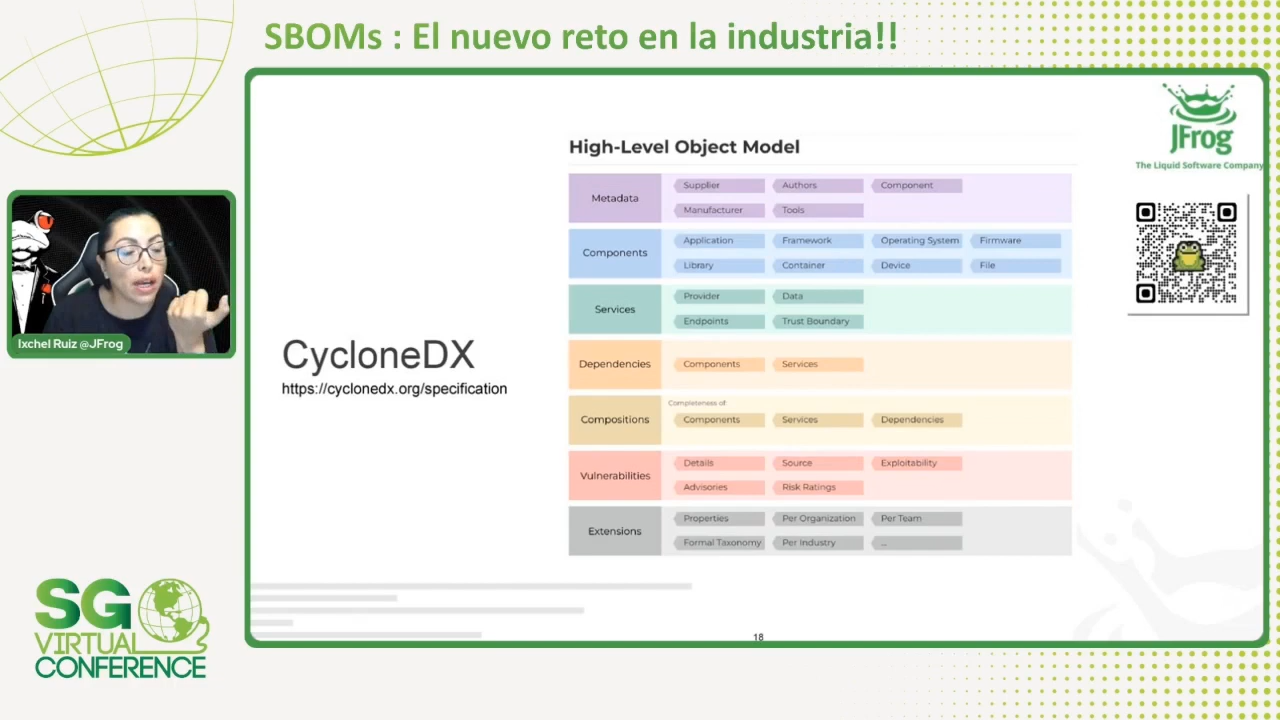 SBOMs : El nuevo reto en la industria!!
JFrog
The Liquid Software Company
Ixchel Ruiz @JFrog
CycloneDX
https://cyclonedx.org/specification
High-Level Object Model
Metadata
Supplier
Authors
Component
Manufacturer
Tools
Components
Application
Framework
Operating System
Firmware
Library
Container
Device
File
Services
Provider
Data
Endpoints
Trust Boundary
Dependencies
Components
Services
Compositions
Completeness of:
Components
Services
Dependencies
Vulnerabilities
Details
Source
Exploitability
Advisories
Risk Ratings
Extensions
Properties
Per Organization
Per Team
Formal Taxonomy
Per Industry
...
18
SG
VIRTUAL
CONFERENCE